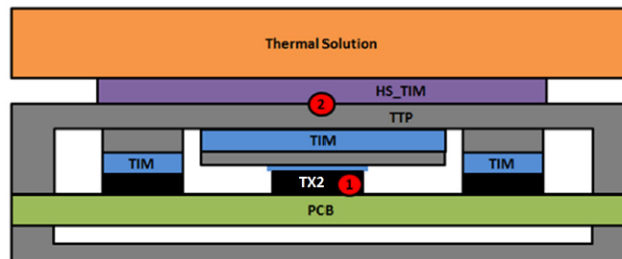 Thermal Solution
HS_TIM
2
TTP
TIM
TIM
TIM
TX2
1
PCB